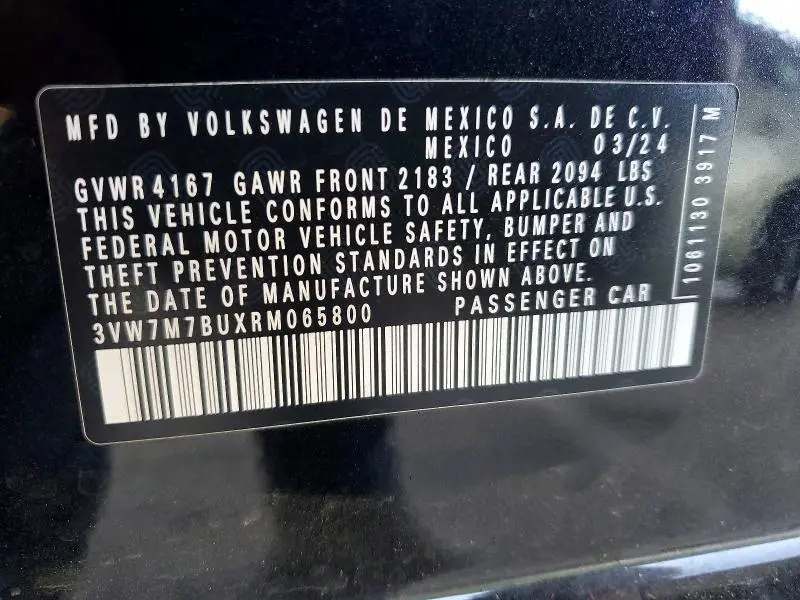 MFD BY VOLKSWAGEN DE MEXICO S.A. DE C.V.
MEXICO 03/24
GVWR 4167 GAWR FRONT 2183 / REAR 2094 LBS
THIS VEHICLE CONFORMS TO ALL APPLICABLE U.S.
FEDERAL MOTOR VEHICLE SAFETY, BUMPER AND
THEFT PREVENTION STANDARDS IN EFFECT ON
THE DATE OF MANUFACTURE SHOWN ABOVE.
3VW7M7BUXRM065800 PASSENGER CAR
1061130 3917 M